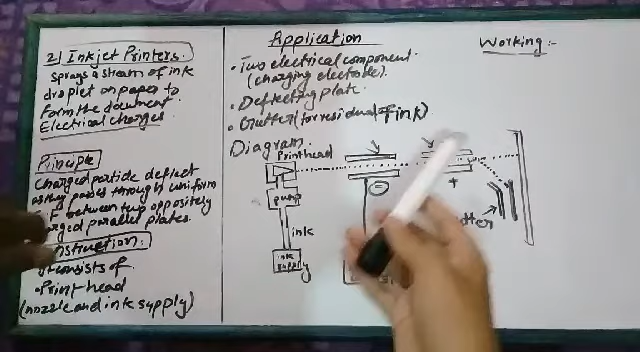 2) Inkjet Printers:
sprays a stream of ink
droplet on paper to
form the document
Electrical charges
Principle
Charged particle deflect
as they passes through uniform
F between two oppositely
charged parallel plates.
Construction:
consists of
• Print head
(nozzle and ink supply)
Application
• Two electrical component
(charging electrode).
• Deflecting plate.
• Gutter (for residual of ink)
Diagram
Printhead
pump
ink
ink
supply
+
Working:-